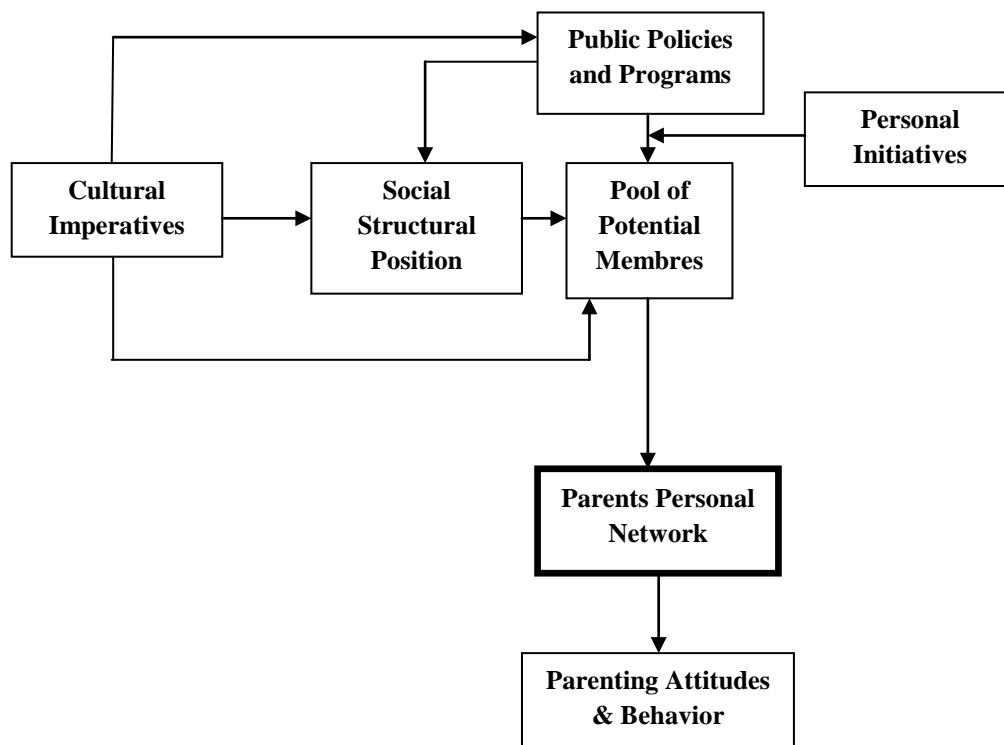 Public Policies
and Programs
Personal
Initiatives
Cultural
Imperatives
Social
Structural
Position
Pool of
Potential
Membres
Parents Personal
Network
Parenting Attitudes
& Behavior